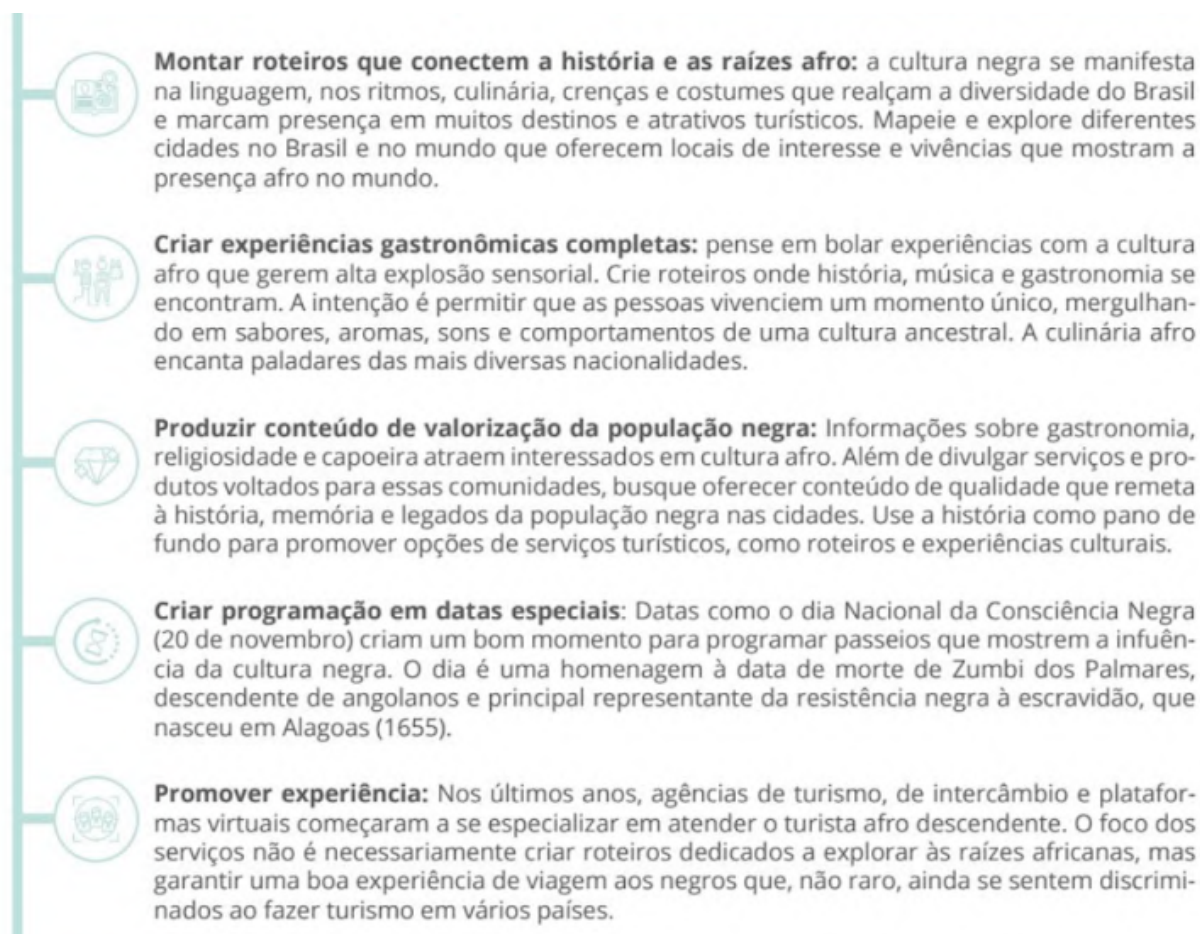 Montar roteiros que conectem a história e as raízes afro: a cultura negra se manifesta
na linguagem, nos ritmos, culinária, crenças e costumes que realçam a diversidade do Brasil
e marcam presença em muitos destinos e atrativos turísticos. Mapeie e explore diferentes
cidades no Brasil e no mundo que oferecem locais de interesse e vivências que mostram a
presença afro no mundo.
Criar experiências gastronômicas completas: pense em bolar experiências com a cultura
afro que gerem alta explosão sensorial. Crie roteiros onde história, música e gastronomia se
encontram. A intenção é permitir que as pessoas vivenciem um momento único, mergulhan-
do em sabores, aromas, sons e comportamentos de uma cultura ancestral. A culinária afro
encanta paladares das mais diversas nacionalidades.
Produzir conteúdo de valorização da população negra: Informações sobre gastronomia,
religiosidade e capoeira atraem interessados em cultura afro. Além de divulgar serviços e pro-
dutos voltados para essas comunidades, busque oferecer conteúdo de qualidade que remeta
à história, memória e legados da população negra nas cidades. Use a história como pano de
fundo para promover opções de serviços turísticos, como roteiros e experiências culturais.
Criar programação em datas especiais: Datas como o dia Nacional da Consciência Negra
(20 de novembro) criam um bom momento para programar passeios que mostrem a infuên-
cia da cultura negra. O dia é uma homenagem à data de morte de Zumbi dos Palmares,
descendente de angolanos e principal representante da resistência negra à escravidão, que
nasceu em Alagoas (1655).
Promover experiência: Nos últimos anos, agências de turismo, de intercâmbio e platafor-
mas virtuais começaram a se especializar em atender o turista afro descendente. O foco dos
serviços não é necessariamente criar roteiros dedicados a explorar às raízes africanas, mas
garantir uma boa experiência de viagem aos negros que, não raro, ainda se sentem discrimi-
nados ao fazer turismo em vários países.